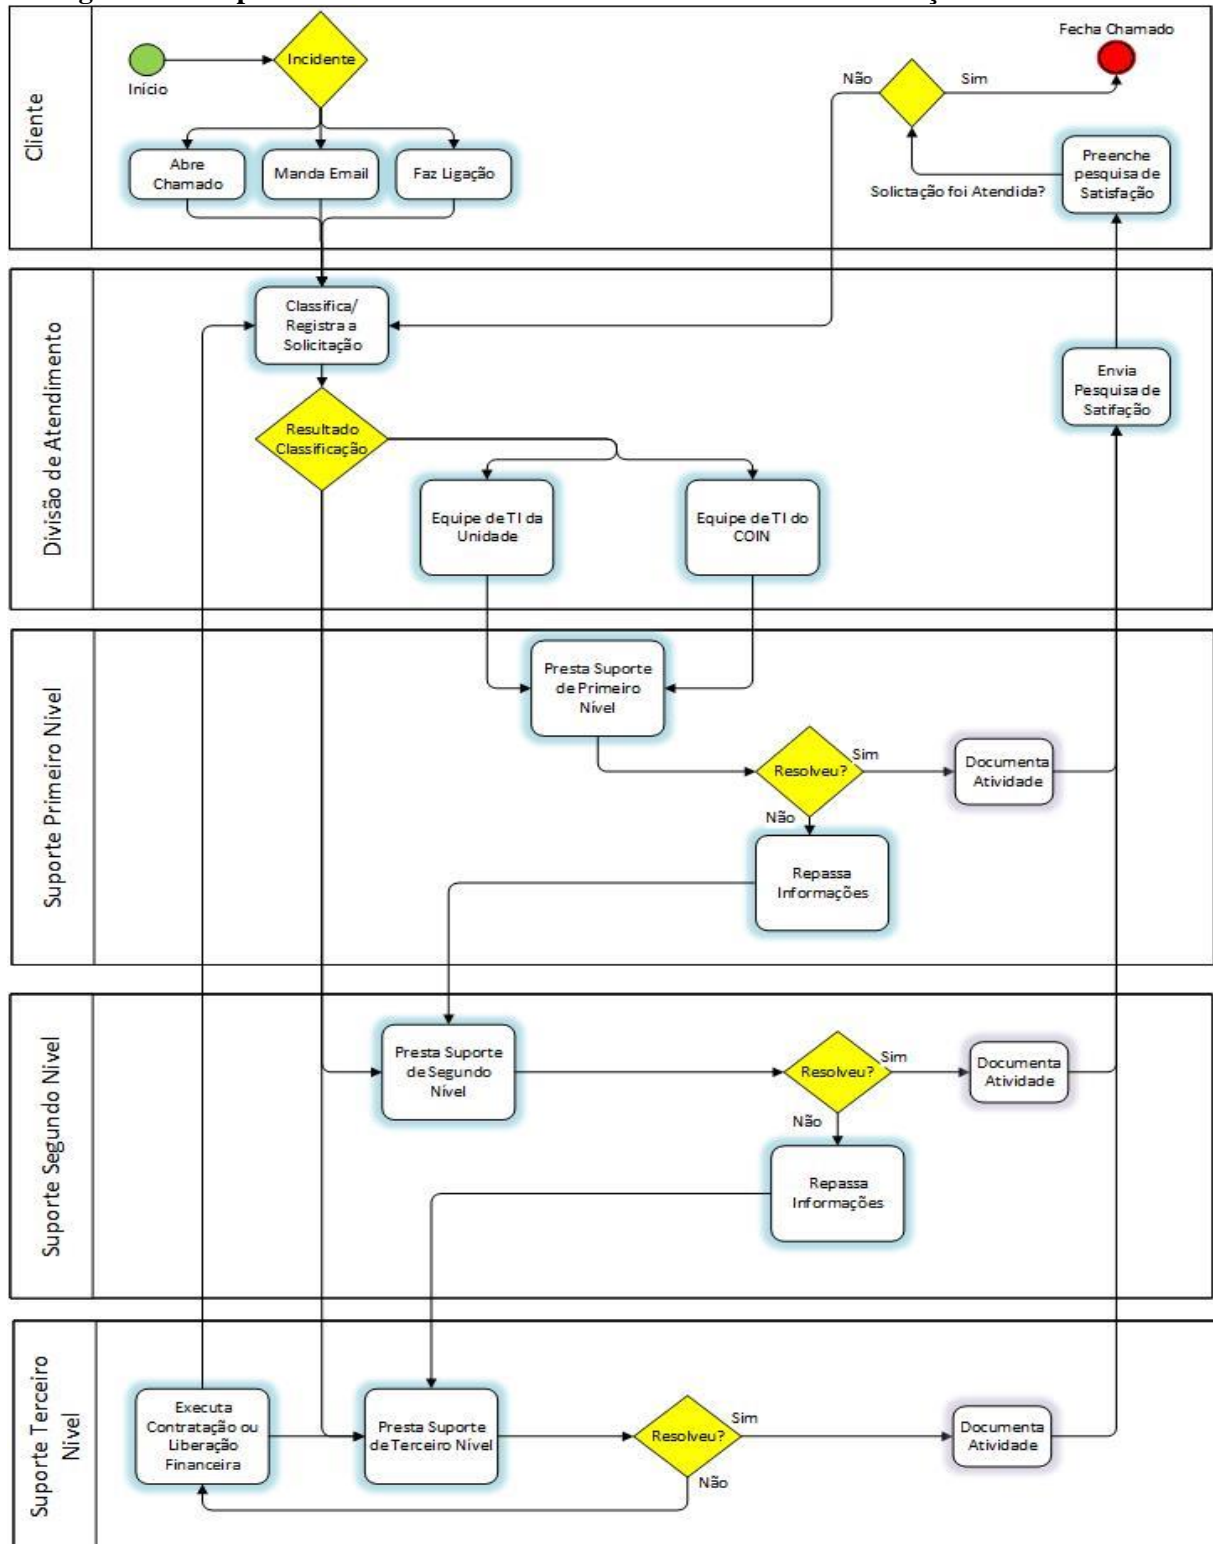 Cliente
Início
Incidente
Abre
Chamado
Manda Email
Faz Ligação
Fecha Chamado
Não
Sim
Solictação foi Atendida?
Preenche
pesquisa de
Satisfação
Divisão de Atendimento
Classifica/
Registra a
Solicitação
Resultado
Classificação
Equipe de TI da
Unidade
Equipe de TI do
COIN
Envia
Pesquisa de
Satifação
Suporte Primeiro Nivel
Presta Suporte
de Primeiro
Nível
Resolveu?
Sim
Não
Documenta
Atividade
Repassa
Informações
Suporte Segundo Nivel
Presta Suporte
de Segundo
Nível
Resolveu?
Sim
Não
Documenta
Atividade
Repassa
Informações
Suporte Terceiro
Nivel
Executa
Contratação ou
Liberação
Financeira
Presta Suporte
de Terceiro Nível
Resolveu?
Sim
Não
Documenta
Atividade